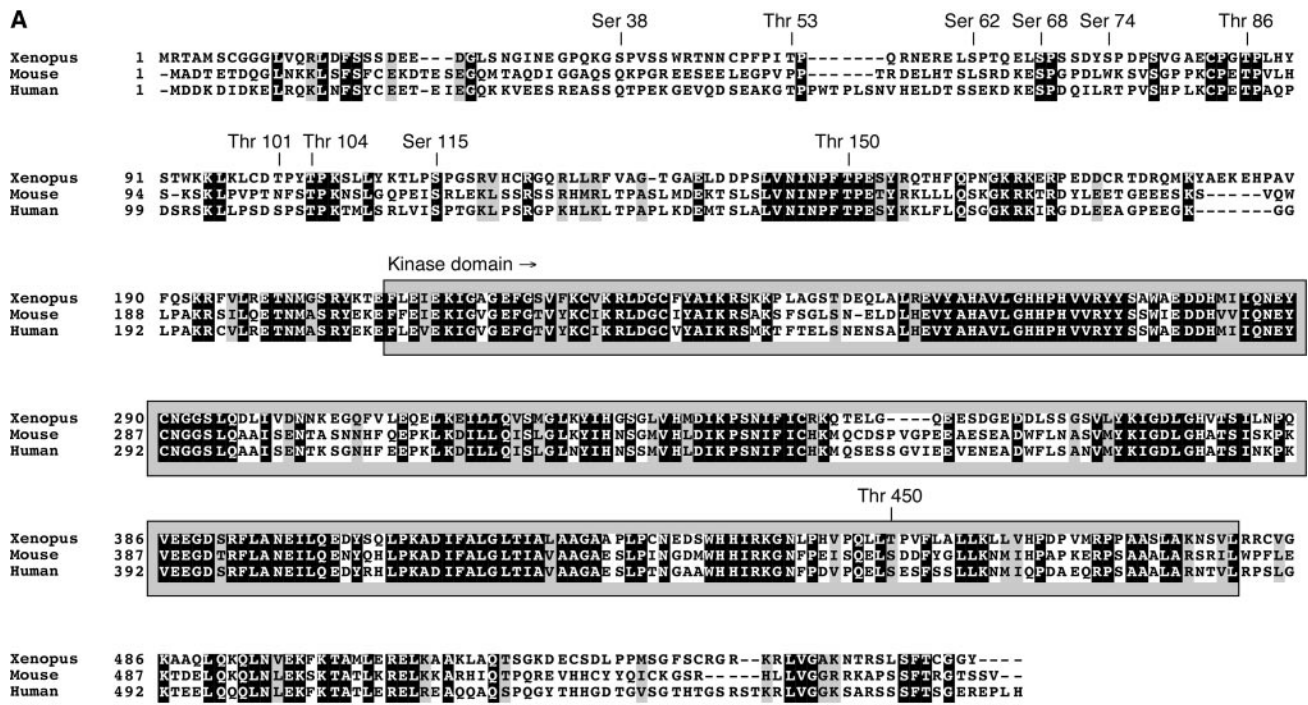 A
Ser 38 Thr 53 Ser 62 Ser 68 Ser 74 Thr 86
Xenopus 1 MRTAMSCGGGLVQRLDFSSSDEE---DGLSNGINEGPQKGSPVSSWRTNNCPFPITP-------QRNERELSPTQELSPSSDYSPDPSVGAECPGTPLHY
Mouse 1 -MADTETDQGLNKKLSFSFCEKDTESEGQMTAQDIGGAQSQKPGREESEELEGPVPP-------TRDELHTSLSRDKESPGPDLWKSVSGPPKCPETPVLH
Human 1 -MDDKDIDKELRQKLNFSYCEET-EIEGQKKVEESREASSQTPEKGEVQDSEAKGTPPWTPLSNVHELDTSSEKDKESPDQILRTPVSHPLKCPETPAQP
Thr 101 Thr 104 Ser 115 Thr 150
Xenopus 91 STWKKLKLCDTPYTPKSLLYKTLPSPGSRVHCRGQRLLRFVAG-TGAELDDPSLVNINPFTPESYRQTHFQPNGKRKERPEDDCRTDRQMKYAEKEHPAV
Mouse 94 S-KSKLPVPTNFSTPKNSLGQPEISRLEKLSSRSSRHMRLTPASLMDEKTSLSLVNINPFTPETYRKLLLQSKGKRKTRDYLEETGEEESKS-----VQW
Human 99 DSRSKLLPSDSPSTPKTMLSRLVISPTGKLPSRGPKHLKLTPAPLKDEMTSLALVNINPFTPESYKKLFLQSGGKRKIRGDLEEAGPEEGK-------GG
Kinase domain →
Xenopus 190 FQSKRFVLRETNMGSRYKTEFLEIEKIGAGEFGSVFKCVKRLDGCFYAIKRSKKPLAGSTDEQLALREVYAHAVLGHHPHVVRYYSAWAEDDHMIIQNEY
Mouse 188 LPAKRSILQETNMASRYEKEFFEIEKIGVGEFGTVYKCIKRLDGCIYAIKRSAKSFSGLSN-ELDLHEVYAHAVLGHHPHVVRYYSSWIEDDHVVIQNEY
Human 192 LPAKRCVLRETNMASRYEKEFLEVEKIGVGEFGTVYKCIKRLDGCVYAIKRSMKTFTELSNENSALHEVYAHAVLGHHPHVVRYYSSWAEDDHMIIQNEY
Xenopus 290 CNGGSLQDLIVDNNKEGQFVLEQELKEILLQVSMGLKYIHGSGLVHMDIKPSNIFICRKQTELG----QEESDGEDDLSSGSVLYKIGDLGHVTSILNPQ
Mouse 287 CNGGSLQAAISENTASNNHFQEPKLKDILLQISLGLKYIHNSGMVHLDIKPSNIFICHKMQCDSPVGPEEAESEADWFLNASVMYKIGDLGHATSISKPK
Human 292 CNGGSLQAAISENTKSGNHFEEPKLKDILLQISLGLNYIHNSSMVHLDIKPSNIFICHKMQSESSGVIEEVENEADWFLSANVMYKIGDLGHATSINKPK
Thr 450
Xenopus 386 VEEGDSRFLANEILQEDYSQLPKADIFALGLTIALAAGAAPLPCNEDSWHHIRKGNLPHVPQLLTPVFLALLKLLVHPDPVMRPPAASLAKNSVLRRCVG
Mouse 387 VEEGDTRFLANEILQENYQHLPKADIFALGLTIAVAAGAESLPINGDMWHHIRKGNFPEISQELSDDFYGLLKNMIHPAPKERPSAAALARSRILWPFLE
Human 392 VEEGDSRFLANEILQEDYRHLPKADIFALGLTIAVAAGAESLPTNGAAWHHIRKGNFPDVPQELSESFSSLLKNMIQPDAEQRPSAAALARNTVLRPSLG
Xenopus 486 KAAQLQKQLNVEKFKTAMLERELKAAKLAQTSGKDECSDLPPMSGFSCRGR--KRLVGAKNTRSLSFTCGGY----
Mouse 487 KTDELQKQLNLEKSKTATLKRELKKARHIQTPQREVHHCYYQICKGSR-----HLLVGGKRKAPSSFTRGTSSV--
Human 492 KTEELQQQLNLEKFKTATLERELREAQQAQSPQGYTHHGDTGVSGTHTGSRSTKRLVGGKSARSSSFTSGEREPLH